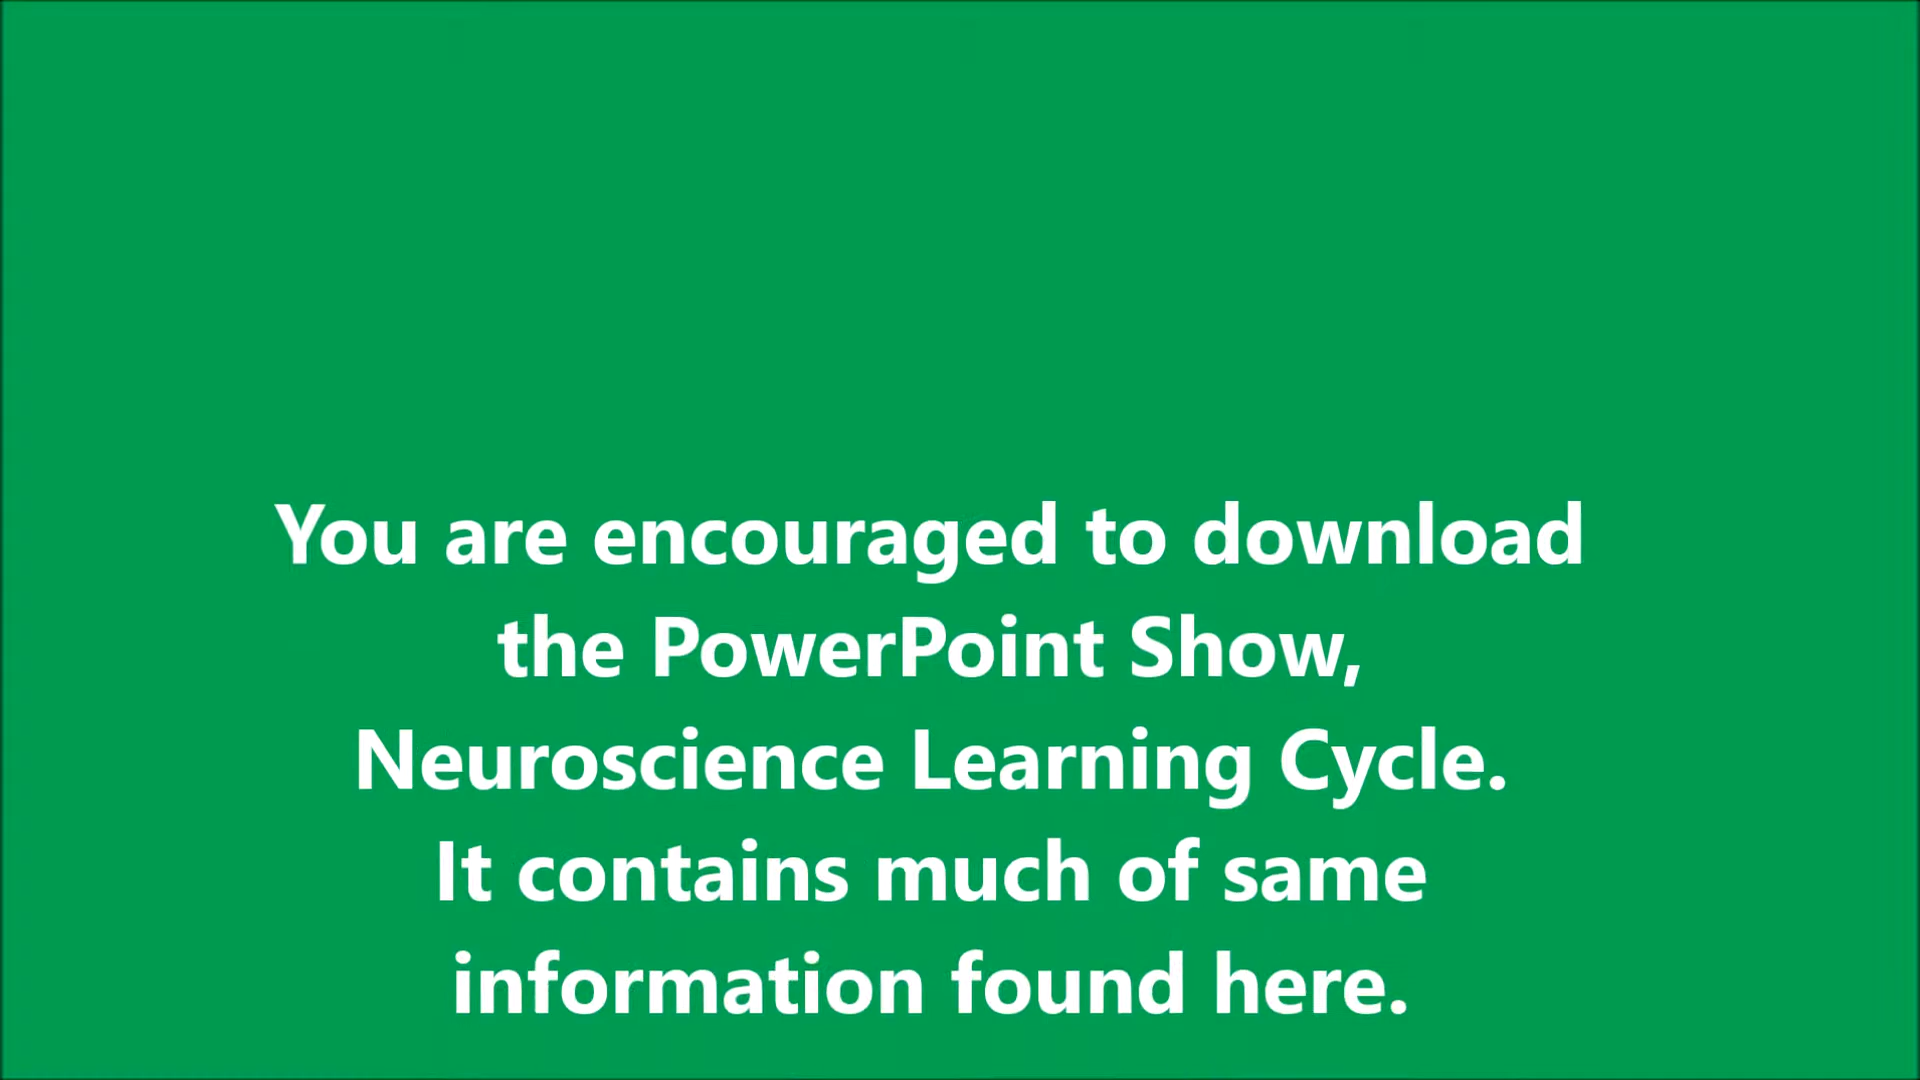 You are encouraged to download
the PowerPoint Show,
Neuroscience Learning Cycle.
It contains much of same
information found here.